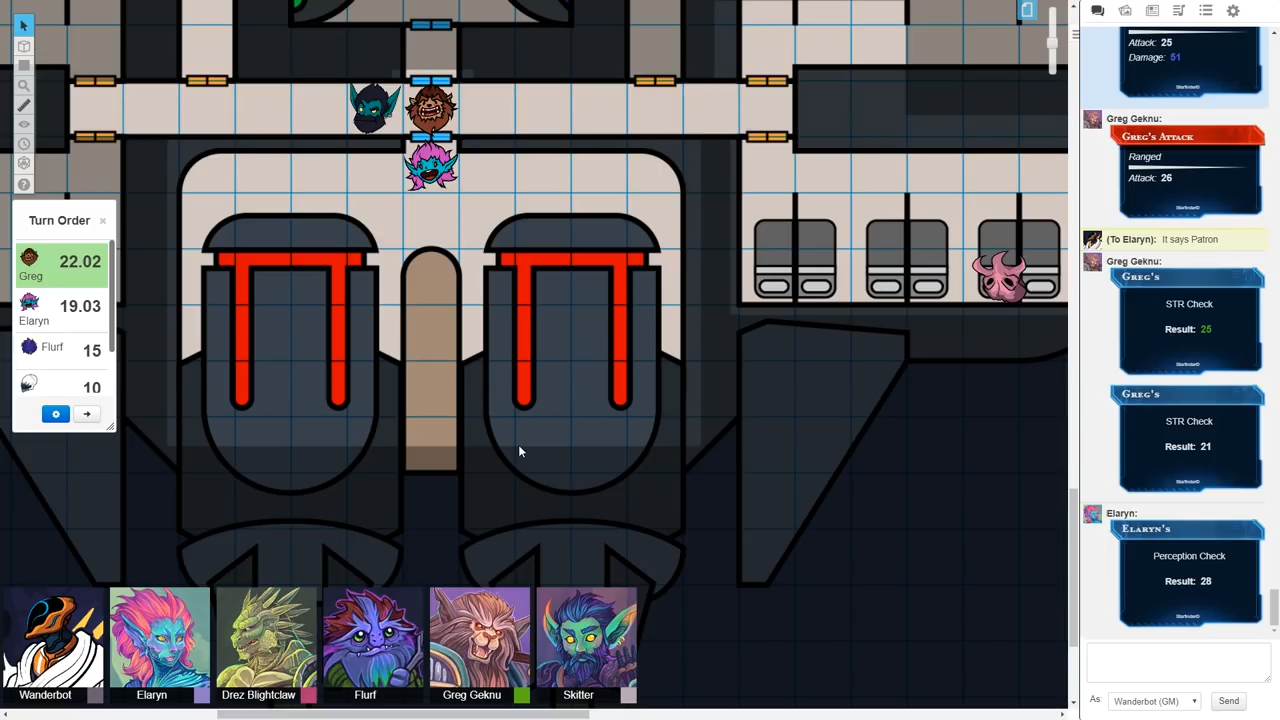 Attack: 25
Damage: 51
Greg Geknu:
GREG'S ATTACK
Ranged
Attack: 26
Starfinder
(To Elaryn): It says Patron
Greg Geknu:
GREG'S
STR Check
Result: 25
GREG'S
STR Check
Result: 21
Elaryn:
ELARYN'S
Perception Check
Result: 28
As: Wanderbot (GM)
Send
Turn Order
22.02
Greg
19.03
Elaryn
Flurf 15
10
Wanderbot
Elaryn
Drez Blightclaw
Flurf
Greg Geknu
Skitter